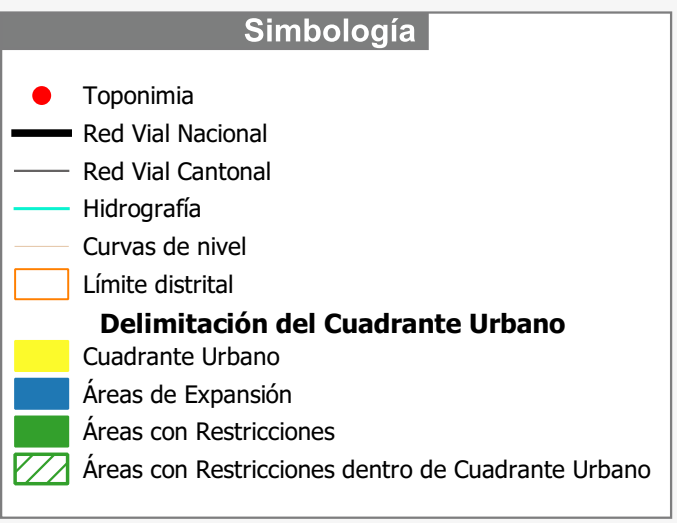 Simbología
Toponimia
Red Vial Nacional
Red Vial Cantonal
Hidrografía
Curvas de nivel
Límite distrital
Delimitación del Cuadrante Urbano
Cuadrante Urbano
Áreas de Expansión
Áreas con Restricciones
Áreas con Restricciones dentro de Cuadrante Urbano